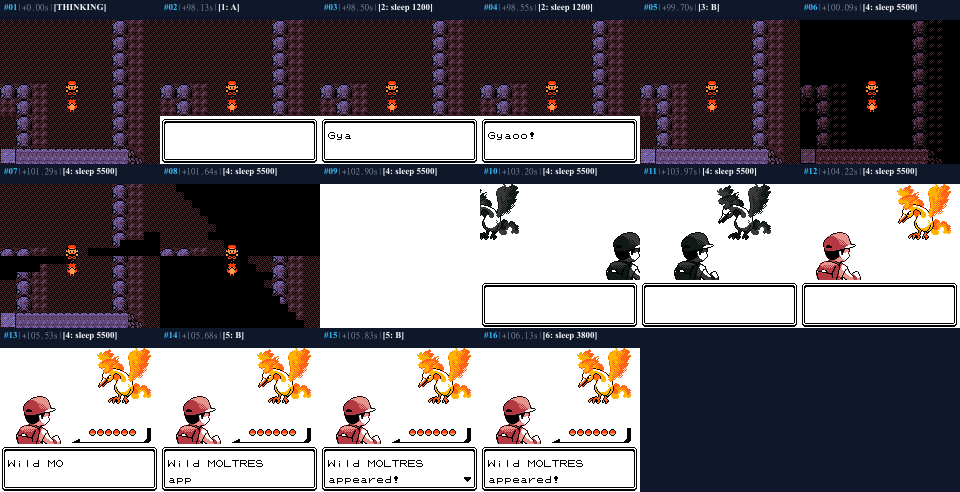 #01|+0.00s|[THINKING]
#02|+98.13s|[1: A]
#03|+98.50s|[2: sleep 1200]
#04|+98.55s|[2: sleep 1200]
#05|+99.70s|[3: B]
#06|+100.09s|[4: sleep 5500]
Gya
Gyaoo!
#07|+101.29s|[4: sleep 5500]
#08|+101.64s|[4: sleep 5500]
#09|+102.90s|[4: sleep 5500]
#10|+103.20s|[4: sleep 5500]
#11|+103.97s|[4: sleep 5500]
#12|+104.22s|[4: sleep 5500]
#13|+105.53s|[4: sleep 5500]
#14|+105.68s|[5: B]
#15|+105.83s|[5: B]
#16|+106.13s|[6: sleep 3800]
Wild MO
Wild MOLTRES
app
Wild MOLTRES
appeared!
Wild MOLTRES
appeared!